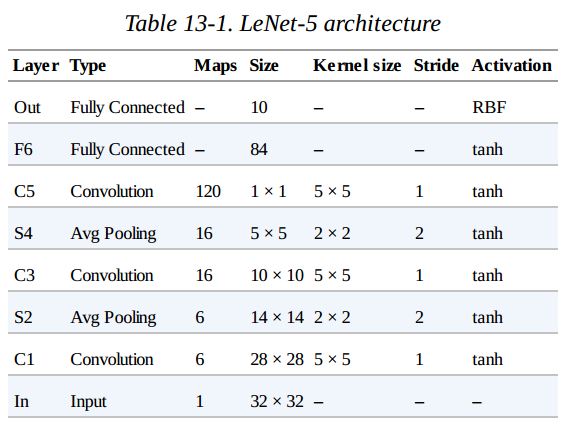 Table 13-1. LeNet-5 architecture
Layer Type Maps Size Kernel size Stride Activation
Out Fully Connected – 10 – – RBF
F6 Fully Connected – 84 – – tanh
C5 Convolution 120 1 × 1 5 × 5 1 tanh
S4 Avg Pooling 16 5 × 5 2 × 2 2 tanh
C3 Convolution 16 10 × 10 5 × 5 1 tanh
S2 Avg Pooling 6 14 × 14 2 × 2 2 tanh
C1 Convolution 6 28 × 28 5 × 5 1 tanh
In Input 1 32 × 32 – – –